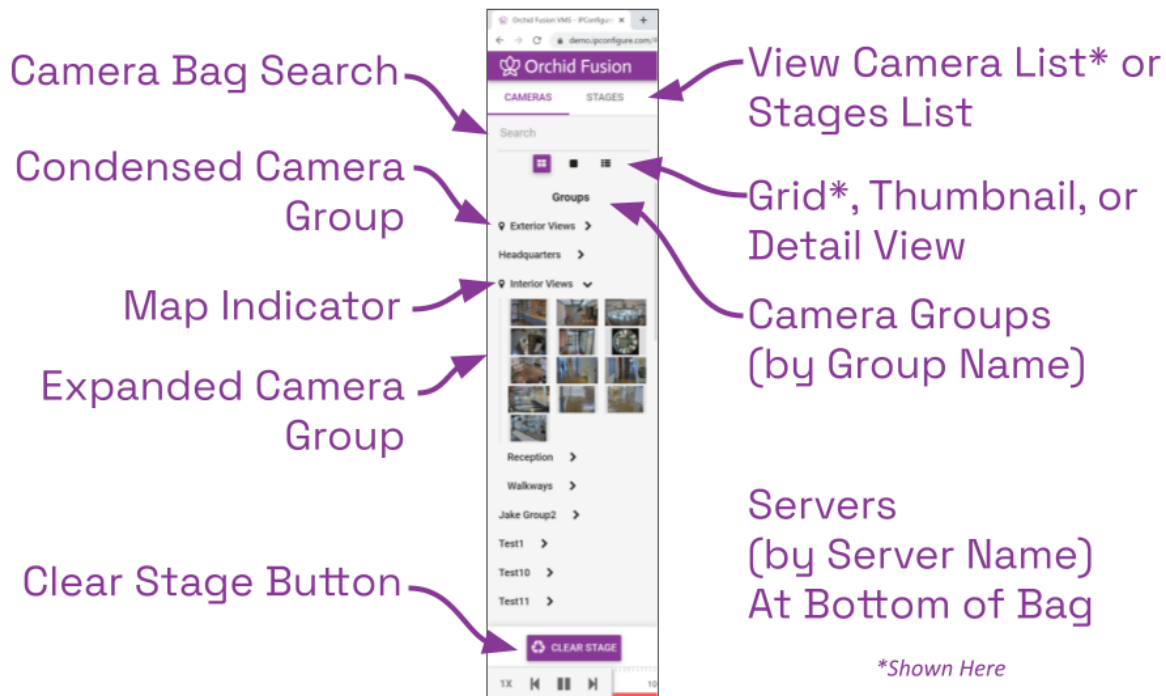 Orchid Fusion VMS - IPConfigur
demo.ipconfigure.com/
Orchid Fusion
CAMERAS STAGES
Search
Groups
Exterior Views
Headquarters
Interior Views
Reception
Walkways
Jake Group2
Test1
Test10
Test11
CLEAR STAGE
1X
10
Camera Bag Search
Condensed Camera
Group
Map Indicator
Expanded Camera
Group
Clear Stage Button
View Camera List* or
Stages List
Grid*, Thumbnail, or
Detail View
Camera Groups
(by Group Name)
Servers
(by Server Name)
At Bottom of Bag
*Shown Here